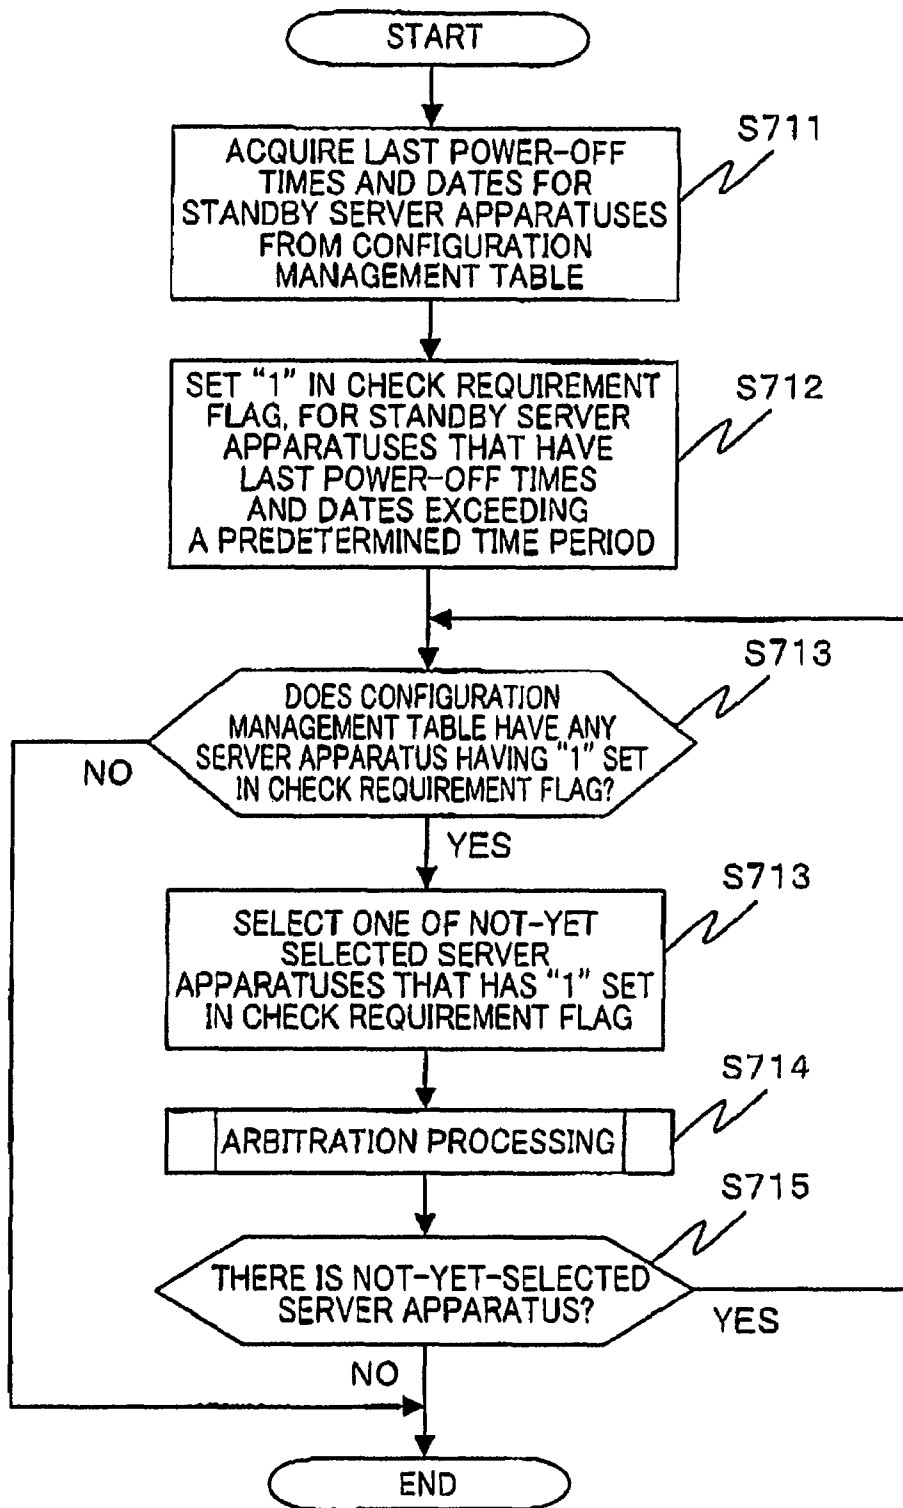 START
S711
ACQUIRE LAST POWER-OFF
TIMES AND DATES FOR
STANDBY SERVER APPARATUSES
FROM CONFIGURATION
MANAGEMENT TABLE
S712
SET "1" IN CHECK REQUIREMENT
FLAG, FOR STANDBY SERVER
APPARATUSES THAT HAVE
LAST POWER-OFF TIMES
AND DATES EXCEEDING
A PREDETERMINED TIME PERIOD
S713
DOES CONFIGURATION
MANAGEMENT TABLE HAVE ANY
SERVER APPARATUS HAVING "1" SET
IN CHECK REQUIREMENT FLAG?
NO
YES
S713
SELECT ONE OF NOT-YET
SELECTED SERVER
APPARATUSES THAT HAS "1" SET
IN CHECK REQUIREMENT FLAG
S714
ARBITRATION PROCESSING
S715
THERE IS NOT-YET-SELECTED
SERVER APPARATUS?
YES
NO
END